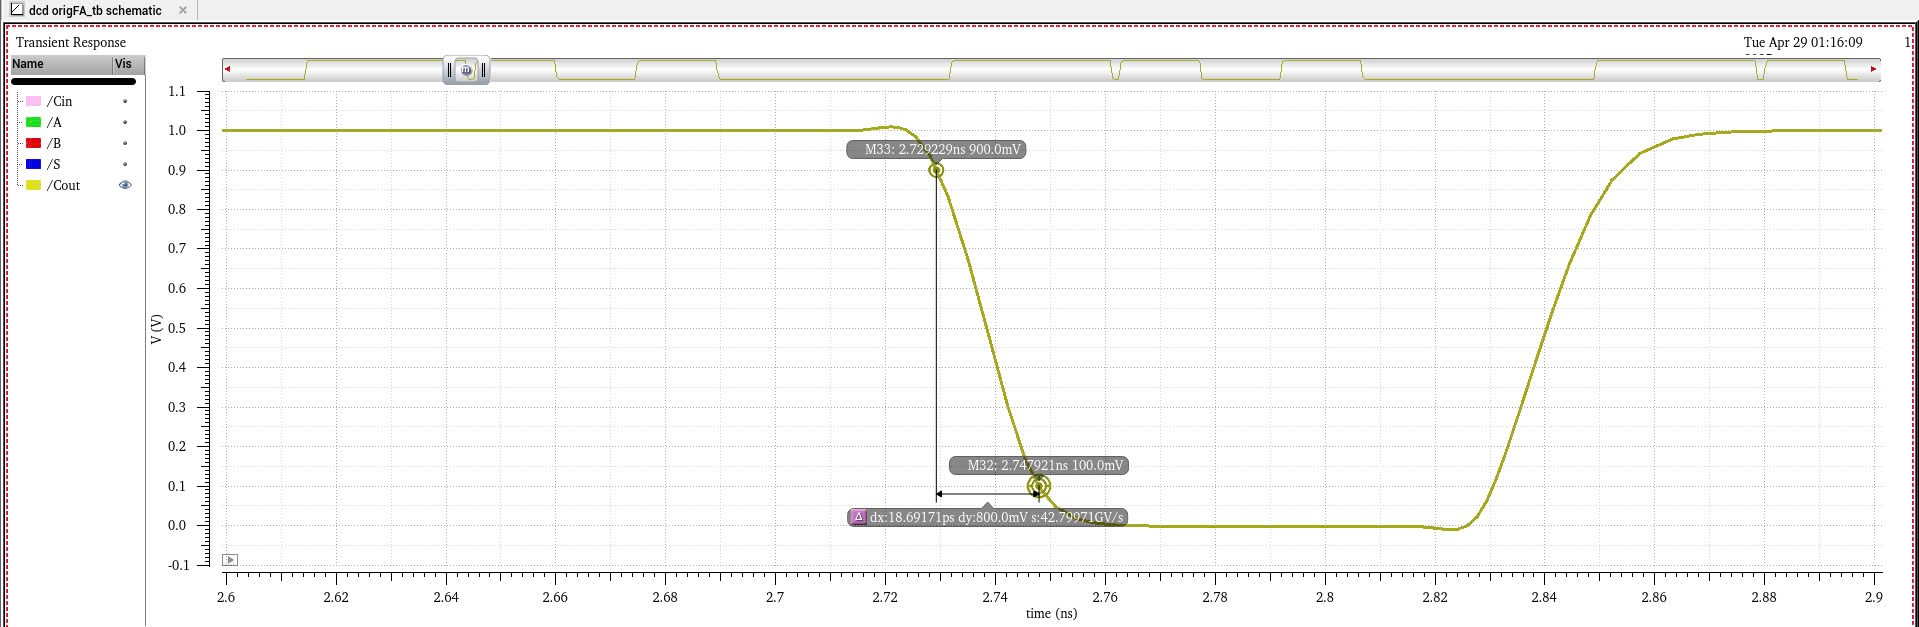 dcd origFA_tb schematic ×
Transient Response
Tue Apr 29 01:16:09
1
Name Vis
/Cin
/A
/B
/S
/Cout
1.1
1.0
0.9
0.8
0.7
0.6
0.5
0.4
0.3
0.2
0.1
0.0
-0.1
V (V)
M33: 2.729229ns 900.0mV
M32: 2.747921ns 100.0mV
Δ dx:18.69171ps dy:800.0mV s:42.79971GV/s
2.6 2.62 2.64 2.66 2.68 2.7 2.72 2.74 2.76 2.78 2.8 2.82 2.84 2.86 2.88 2.9
time (ns)